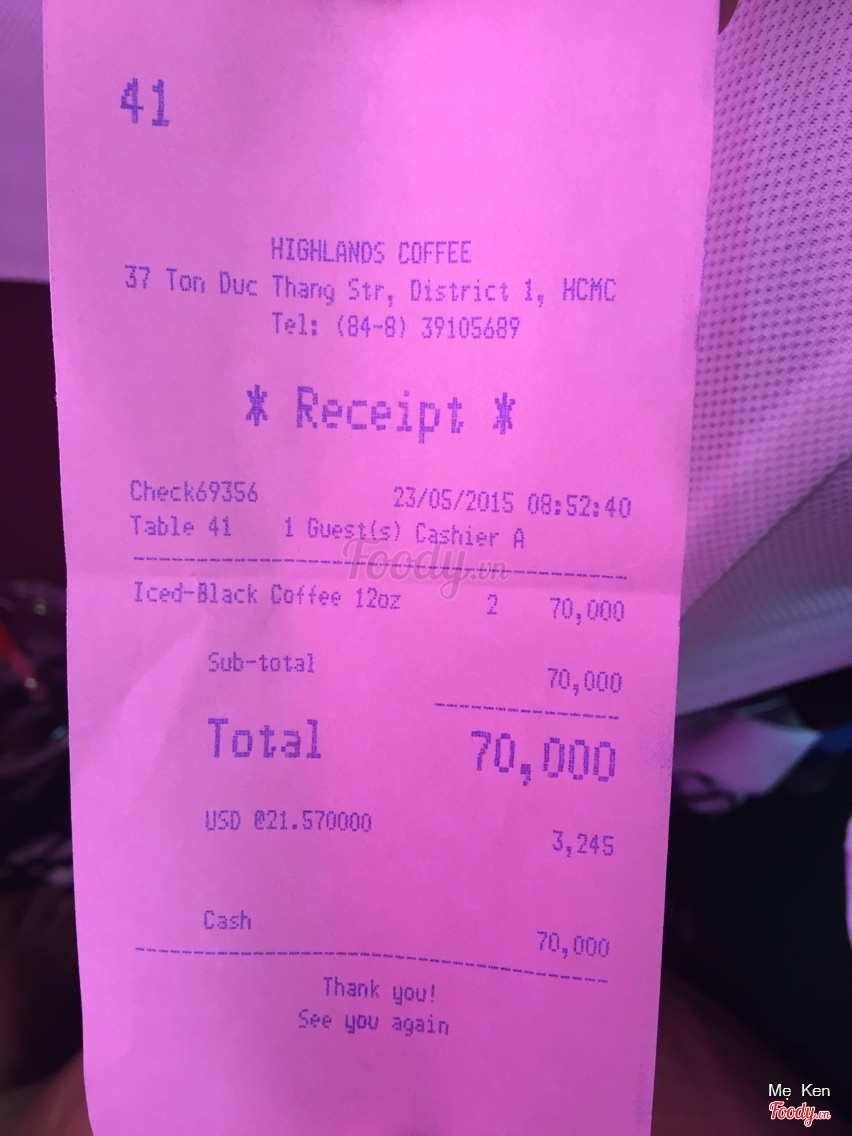 41
HIGHLANDS COFFEE
37 Ton Duc Thang Str, District 1, HCMC
Tel: (84-8) 39105689
* Receipt *
Check69356 23/05/2015 08:52:40
Table 41 1 Guest(s) Cashier A
Foody.vn
Iced-Black Coffee 12oz 2 70,000
Sub-total 70,000
Total 70,000
USD @21.570000 3,245
Cash 70,000
Thank you!
See you again
Mẹ Ken
Foody.vn